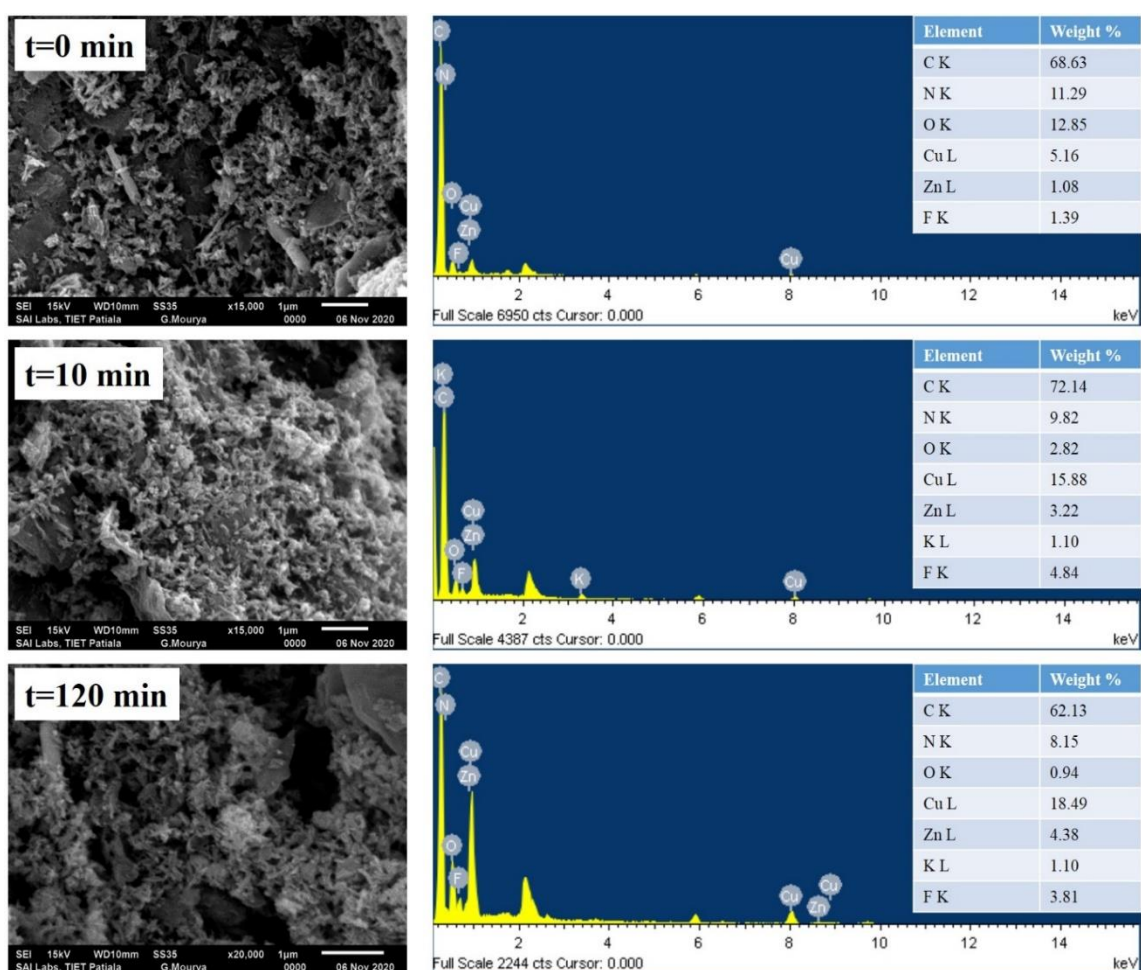 t=0 min
SEI 15kV WD10mm SS35 x15,000 1µm
SAI Labs, TIET Patiala G.Mourya 0000 06 Nov 2020
C
N
O
Cu
Zn
F
Cu
2 4 6 8 10 12 14
Full Scale 6950 cts Cursor: 0.000 keV
Element Weight %
C K 68.63
N K 11.29
O K 12.85
Cu L 5.16
Zn L 1.08
F K 1.39
t=10 min
SEI 15kV WD10mm SS35 x15,000 1µm
SAI Labs, TIET Patiala G.Mourya 0000 06 Nov 2020
K
C
Cu
Zn
O
F
K
Cu
2 4 6 8 10 12 14
Full Scale 4387 cts Cursor: 0.000 keV
Element Weight %
C K 72.14
N K 9.82
O K 2.82
Cu L 15.88
Zn L 3.22
K L 1.10
F K 4.84
t=120 min
SEI 15kV WD10mm SS35 x20,000 1µm
SAI Labs, TIET Patiala G.Mourya 0000 06 Nov 2020
C
N
Cu
Zn
O
F
Cu
Cu
Zn
2 4 6 8 10 12 14
Full Scale 2244 cts Cursor: 0.000 keV
Element Weight %
C K 62.13
N K 8.15
O K 0.94
Cu L 18.49
Zn L 4.38
K L 1.10
F K 3.81